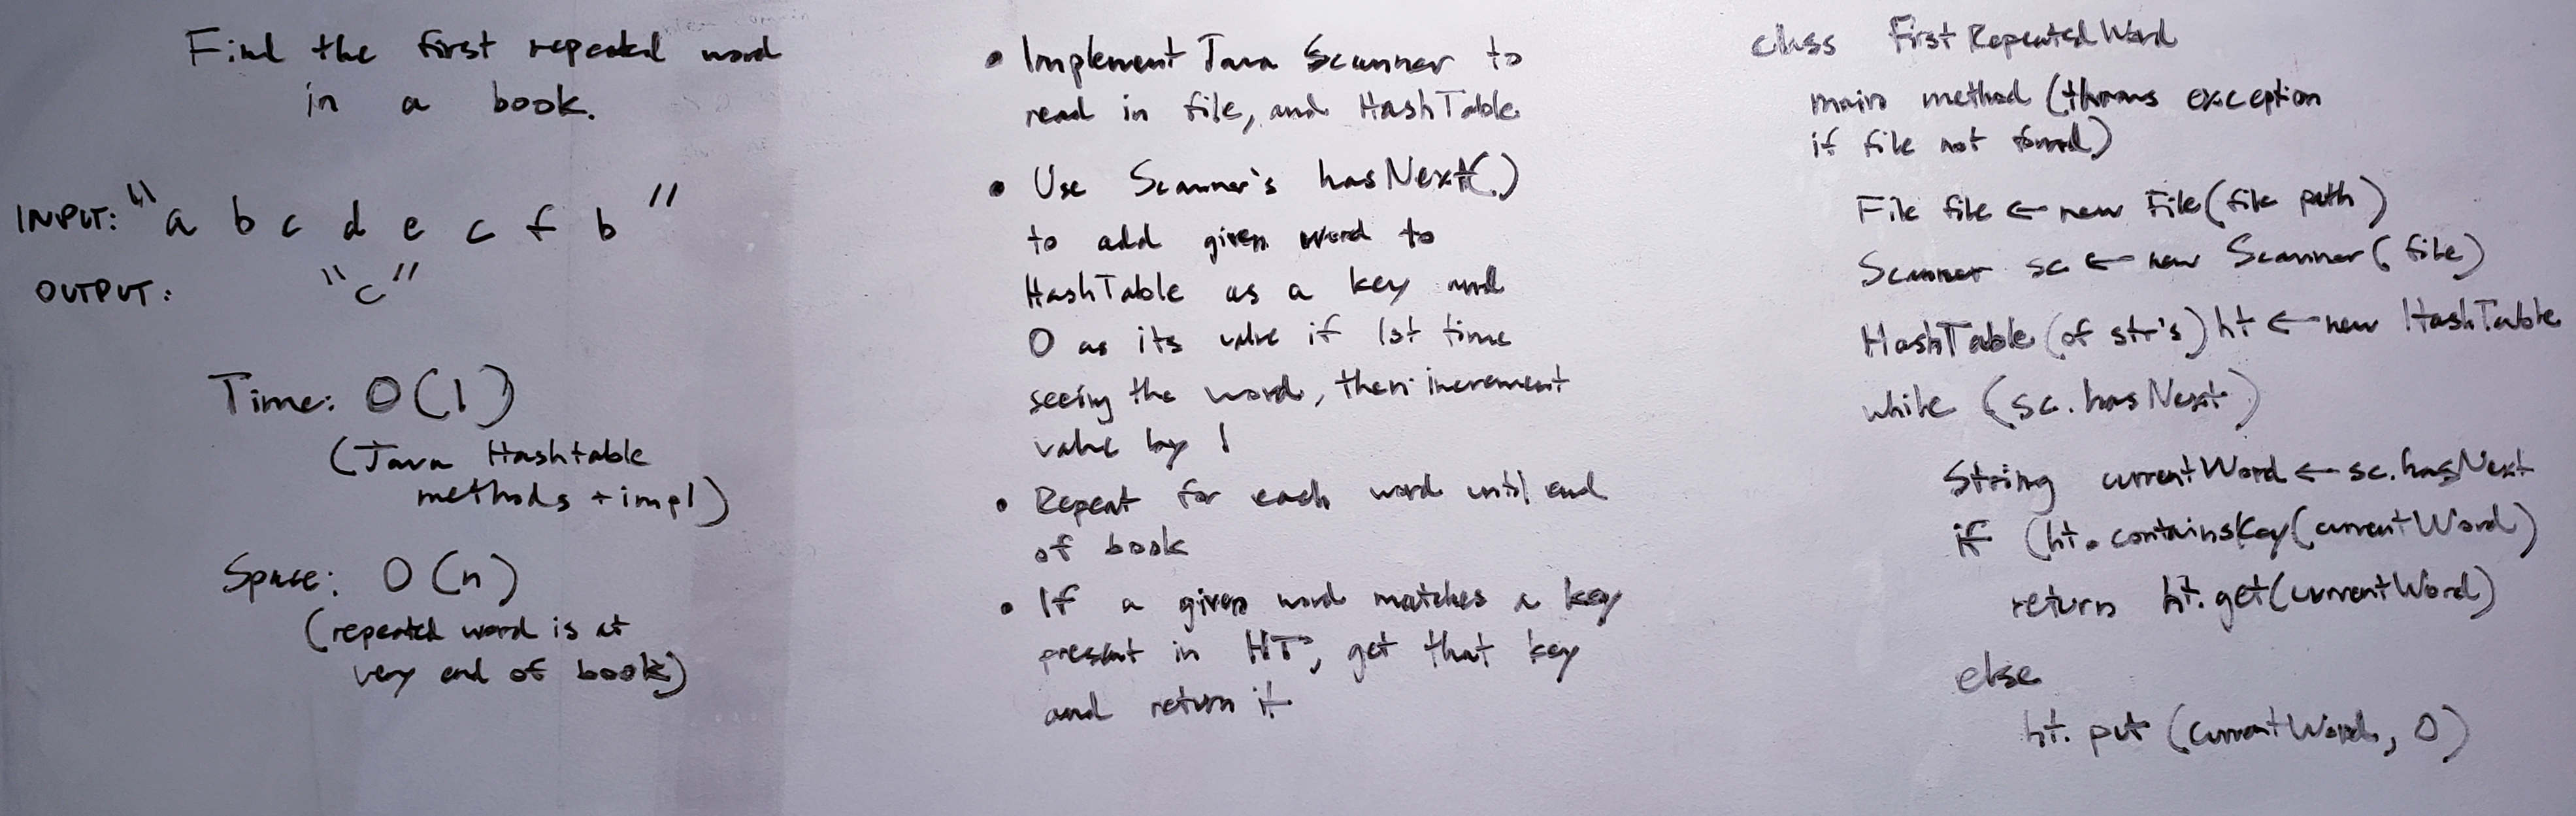 Find the first repeated word
in a book.
INPUT: "a b c d e c f b"
OUTPUT: "c"
Time: O(1)
(Java Hashtable
methods + impl)
Space: O(n)
(repeated word is at
very end of book)
• Implement Java Scanner to
read in file, and HashTable
• Use Scanner's hasNext()
to add given word to
HashTable as a key and
0 as its value if 1st time
seeing the word, then increment
value by 1
• Repeat for each word until end
of book
• If a given word matches a key
present in HT, get that key
and return it
class FirstRepeatedWord
main method (throws exception
if file not found)
File file ← new File(file path)
Scanner sc ← new Scanner(file)
HashTable (of str's) ht ← new HashTable
while (sc.hasNext)
String currentWord ← sc.hasNext
if (ht.containsKey(currentWord)
return ht.get(currentWord)
else
ht.put(currentWord, 0)